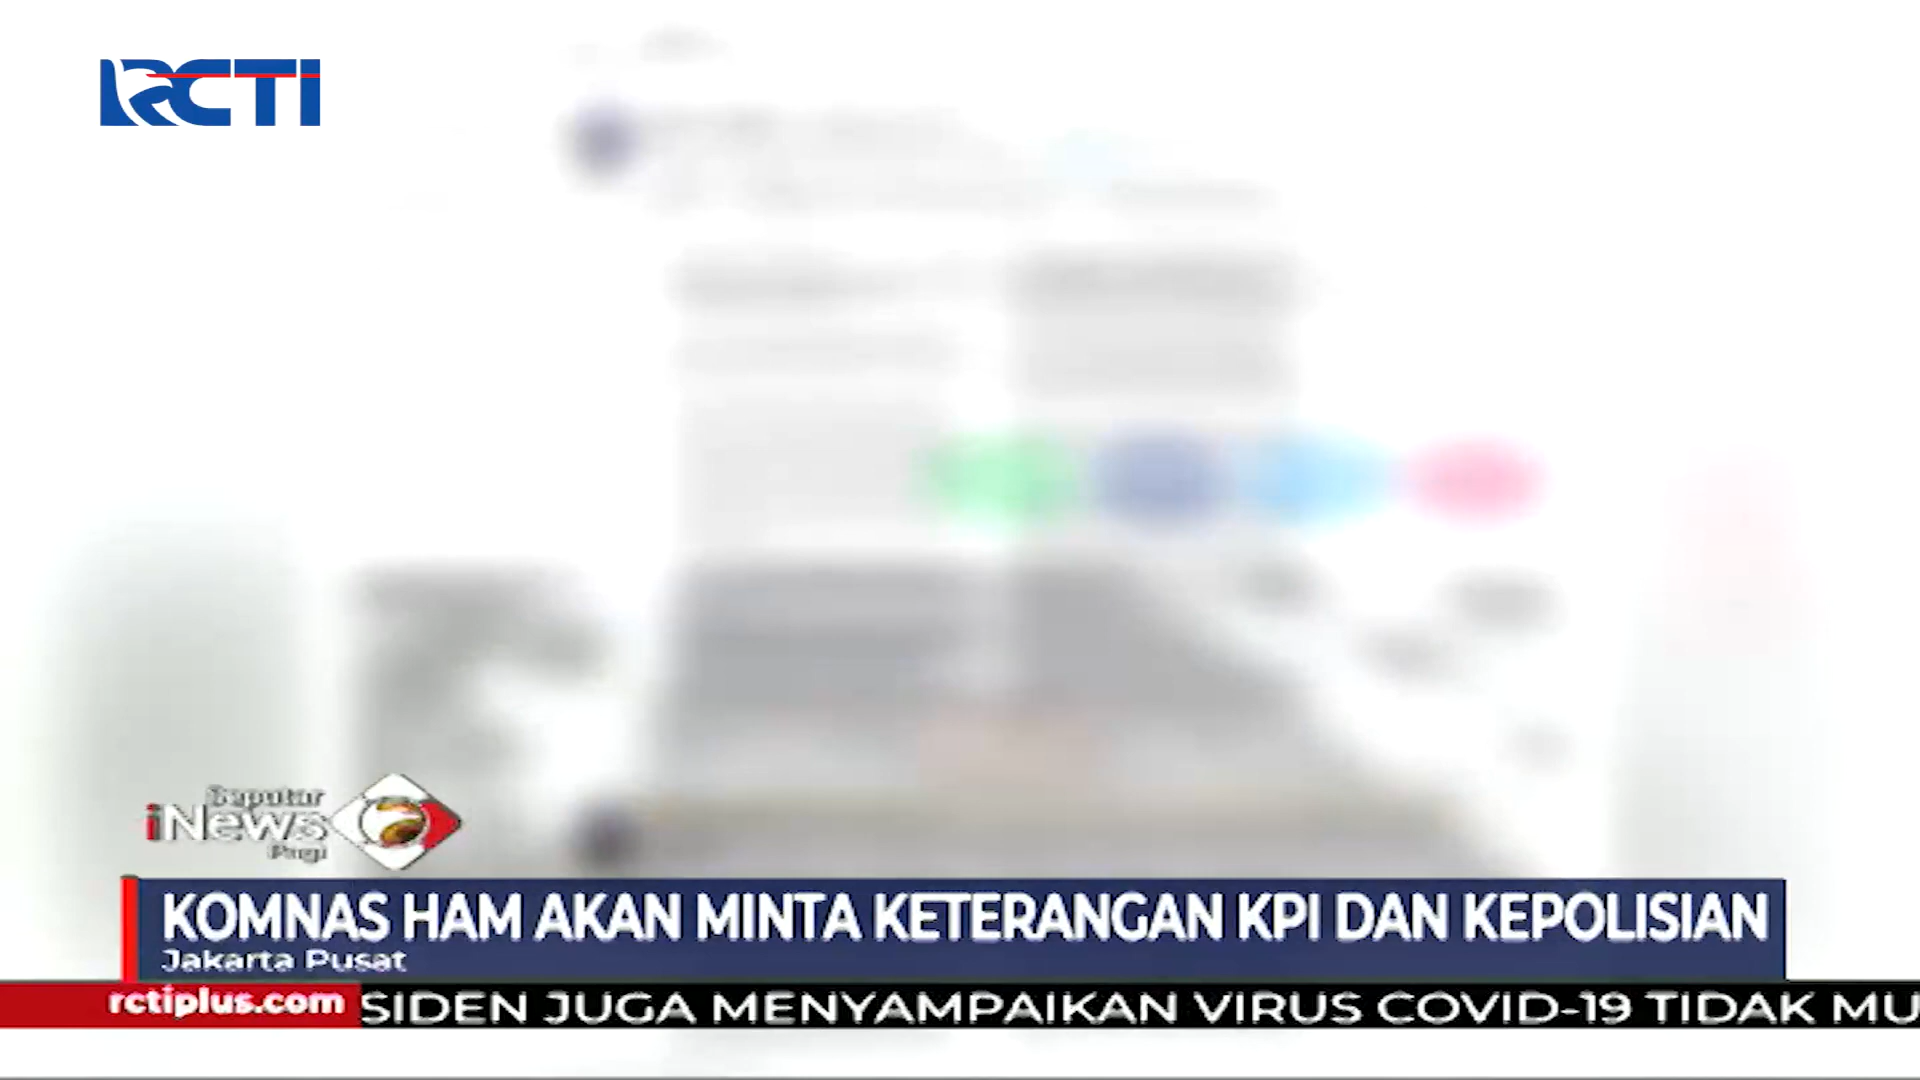 RCTI
Seputar
iNews
Pagi
KOMNAS HAM AKAN MINTA KETERANGAN KPI DAN KEPOLISIAN
Jakarta Pusat
rctiplus.com SIDEN JUGA MENYAMPAIKAN VIRUS COVID-19 TIDAK MU